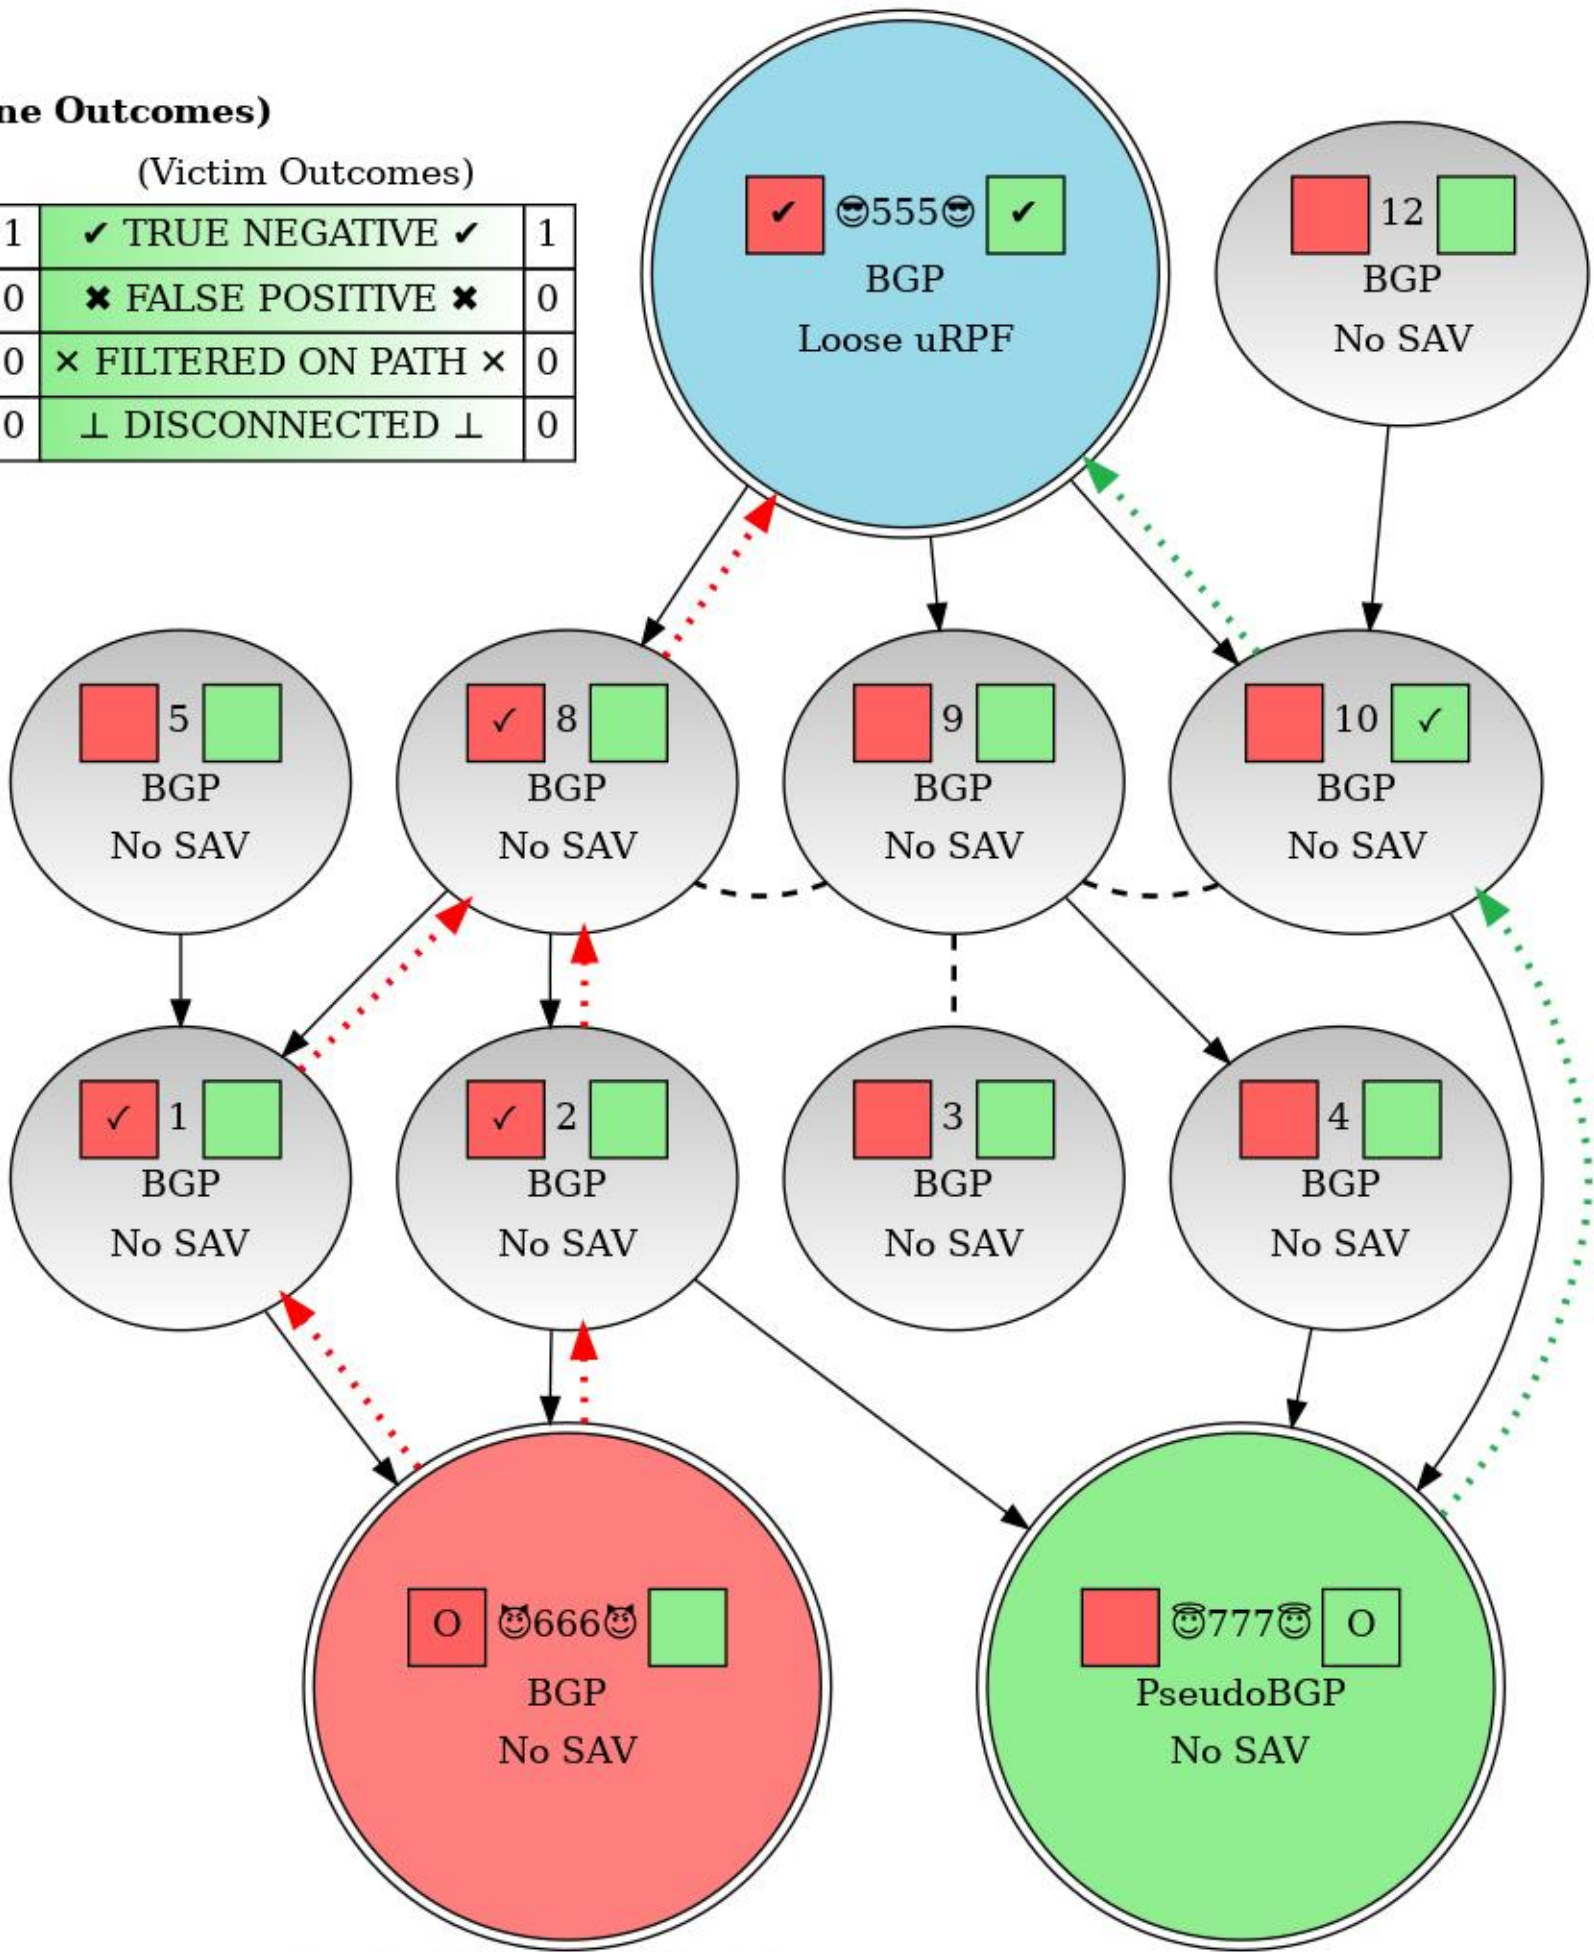 ne Outcomes)
(Victim Outcomes)
1 ✔ TRUE NEGATIVE ✔ 1
0 ✖ FALSE POSITIVE ✖ 0
0 ✕ FILTERED ON PATH ✕ 0
0 ⊥ DISCONNECTED ⊥ 0
✔ 😎555😎 ✔
BGP
Loose uRPF
12
BGP
No SAV
5
BGP
No SAV
✓ 8
BGP
No SAV
9
BGP
No SAV
10 ✓
BGP
No SAV
✓ 1
BGP
No SAV
✓ 2
BGP
No SAV
3
BGP
No SAV
4
BGP
No SAV
O 😈666😈
BGP
No SAV
😇777😇 O
PseudoBGP
No SAV